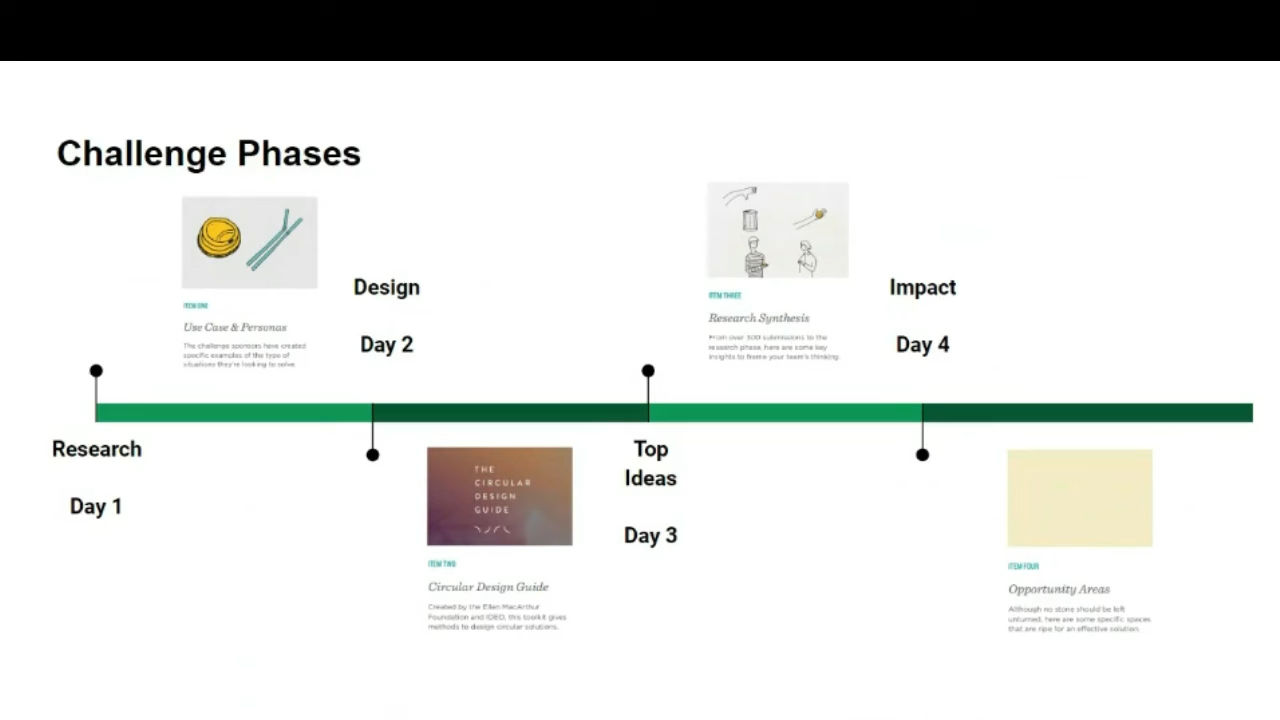 Challenge Phases
ITEM ONE
Use Case & Personas
The challenge sponsors have created
specific examples of the type of
situations they're looking to solve.
Design
Day 2
ITEM THREE
Research Synthesis
From over 300 submissions to the
research phase, here are some key
insights to frame your team's thinking.
Impact
Day 4
Research
Day 1
THE
CIRCULAR
DESIGN
GUIDE
ITEM TWO
Circular Design Guide
Created by the Ellen MacArthur
Foundation and IDEO, this toolkit gives
methods to design circular solutions.
Top
Ideas
Day 3
ITEM FOUR
Opportunity Areas
Although no stone should be left
unturned, here are some specific spaces
that are ripe for an effective solution.